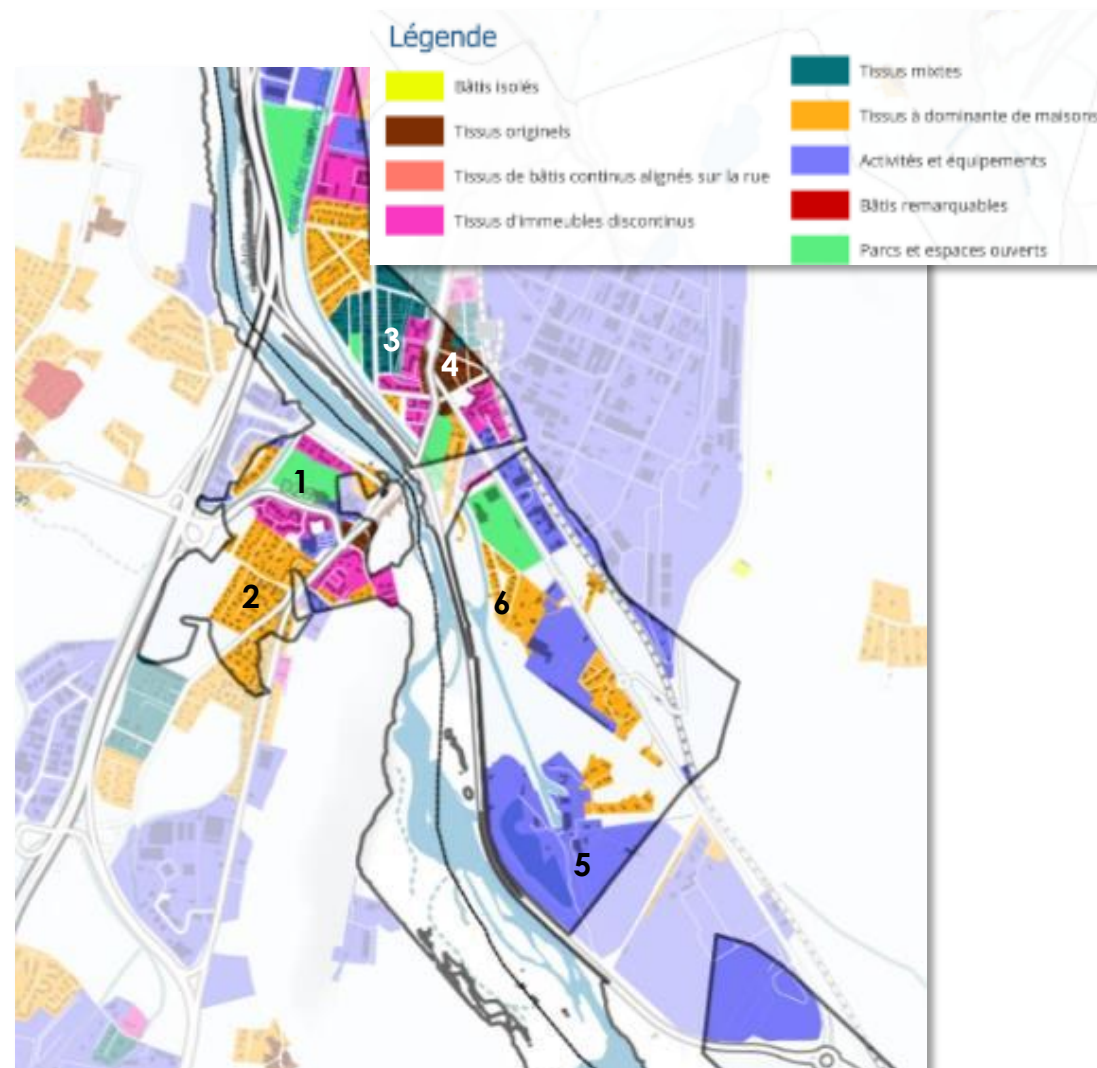 Légende
Bâtis isolés
Tissus originels
Tissus de bâtis continus alignés sur la rue
Tissus d'immeubles discontinus
Tissus mixtes
Tissus à dominante de maisons
Activités et équipements
Bâtis remarquables
Parcs et espaces ouverts
3
4
1
2
6
5